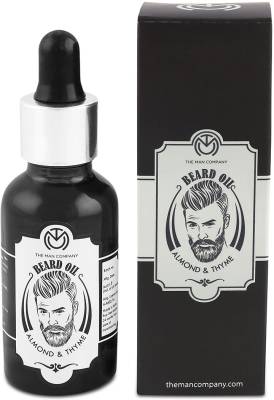 THE MAN COMPANY
BEARD OIL
ALMOND & THYME
THE MAN COMPANY
BEARD OIL
ALMOND & THYME
themancompany.com